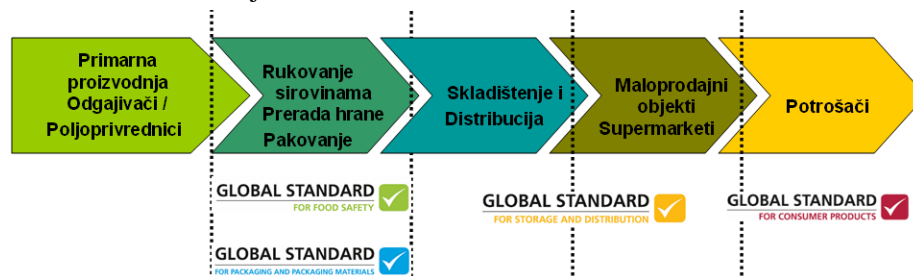 Primarna
proizvodnja
Odgajivači /
Poljoprivrednici
Rukovanje
sirovinama
Prerada hrane
Pakovanje
Skladištenje i
Distribucija
Maloprodajni
objekti
Supermarketi
Potrošači
GLOBAL STANDARD
FOR FOOD SAFETY
GLOBAL STANDARD
FOR PACKAGING AND PACKAGING MATERIALS
GLOBAL STANDARD
FOR STORAGE AND DISTRIBUTION
GLOBAL STANDARD
FOR CONSUMER PRODUCTS